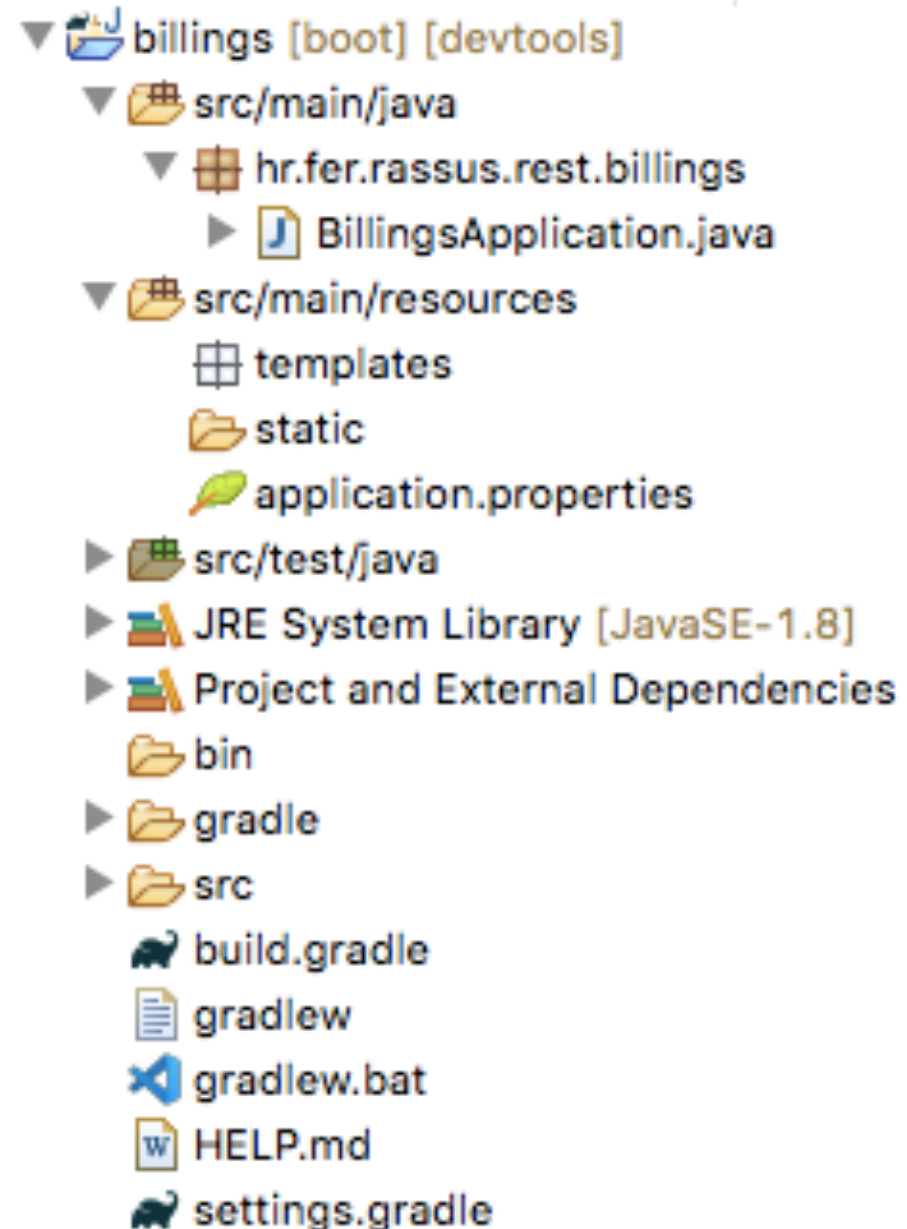 billings [boot] [devtools]
src/main/java
hr.fer.rassus.rest.billings
BillingsApplication.java
src/main/resources
templates
static
application.properties
src/test/java
JRE System Library [JavaSE-1.8]
Project and External Dependencies
bin
gradle
src
build.gradle
gradlew
gradlew.bat
HELP.md
settings.gradle